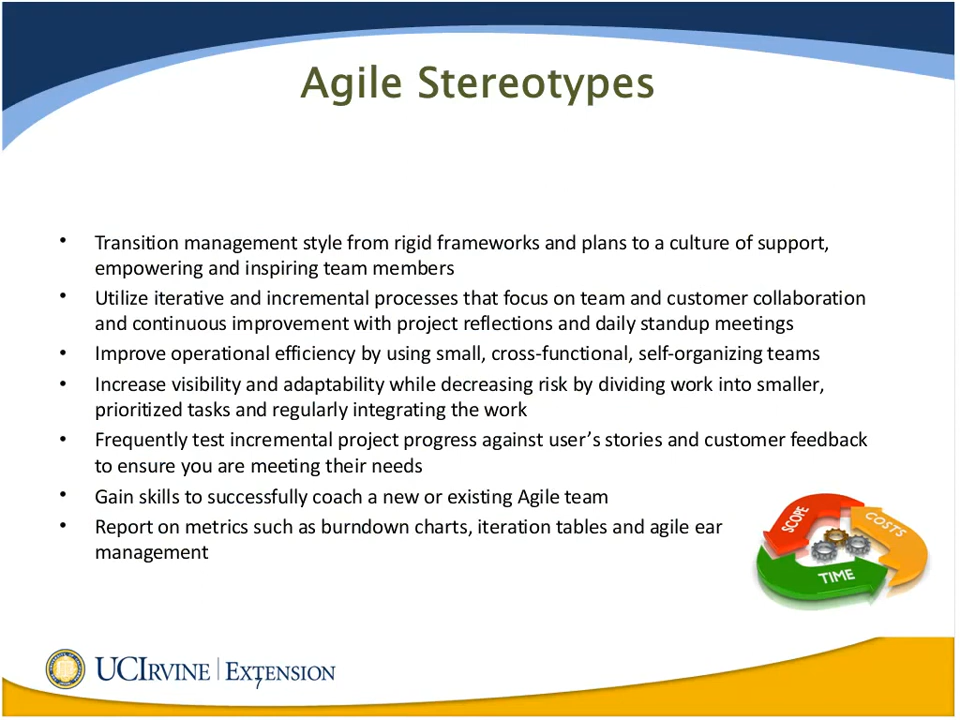 Agile Stereotypes
• Transition management style from rigid frameworks and plans to a culture of support,
empowering and inspiring team members
• Utilize iterative and incremental processes that focus on team and customer collaboration
and continuous improvement with project reflections and daily standup meetings
• Improve operational efficiency by using small, cross-functional, self-organizing teams
• Increase visibility and adaptability while decreasing risk by dividing work into smaller,
prioritized tasks and regularly integrating the work
• Frequently test incremental project progress against user's stories and customer feedback
to ensure you are meeting their needs
• Gain skills to successfully coach a new or existing Agile team
• Report on metrics such as burndown charts, iteration tables and agile ear
management
SCOPE
COSTS
TIME
UCIRVINE | EXTENSION
7